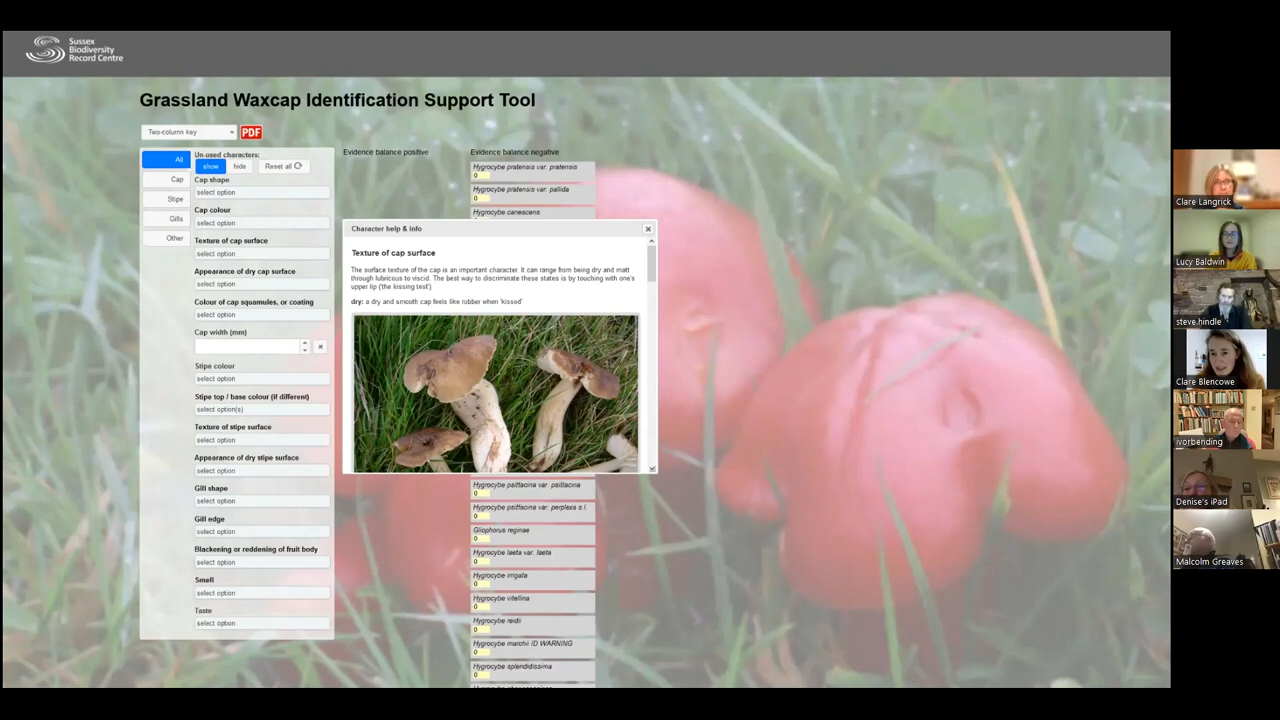 Sussex
Biodiversity
Record Centre
Grassland Waxcap Identification Support Tool
Two-column key
PDF
All
Cap
Stipe
Gills
Other
Un-used characters:
show
hide
Reset all
Cap shape
select option
Cap colour
select option
Texture of cap surface
select option
Appearance of dry cap surface
select option
Colour of cap squamules, or coating
select option
Cap width (mm)
Stipe colour
select option
Stipe top / base colour (if different)
select option(s)
Texture of stipe surface
select option
Appearance of dry stipe surface
select option
Gill shape
select option
Gill edge
select option
Blackening or reddening of fruit body
select option
Smell
select option
Taste
select option
Evidence balance positive
Evidence balance negative
Hygrocybe pratensis var. pratensis
0
Hygrocybe pratensis var. pallida
0
Hygrocybe canescens
Character help & info
Texture of cap surface
The surface texture of the cap is an important character. It can range from being dry and matt
through lubricous to viscid. The best way to discriminate these states is by touching with one's
upper lip ('the kissing test')
dry: a dry and smooth cap feels like rubber when 'kissed'
Hygrocybe psittacina var. psittacina
0
Hygrocybe psittacina var. perplexa s.l.
0
Gliophorus reginae
0
Hygrocybe laeta var. laeta
0
Hygrocybe irrigata
0
Hygrocybe vitellina
0
Hygrocybe reidii
0
Hygrocybe marchii ID WARNING
0
Hygrocybe splendidissima
0
Clare Langrick
Lucy Baldwin
steve.hindle
Clare Blencowe
ivorbending
Denise's iPad
Malcolm Greaves